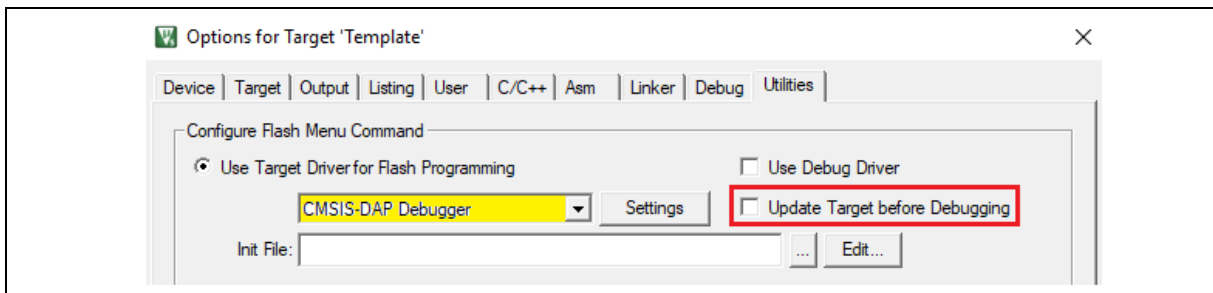 Options for Target 'Template'
Device Target Output Listing User C/C++ Asm Linker Debug Utilities
Configure Flash Menu Command
Use Target Driver for Flash Programming Use Debug Driver
CMSIS-DAP Debugger Settings Update Target before Debugging
Init File: ... Edit...